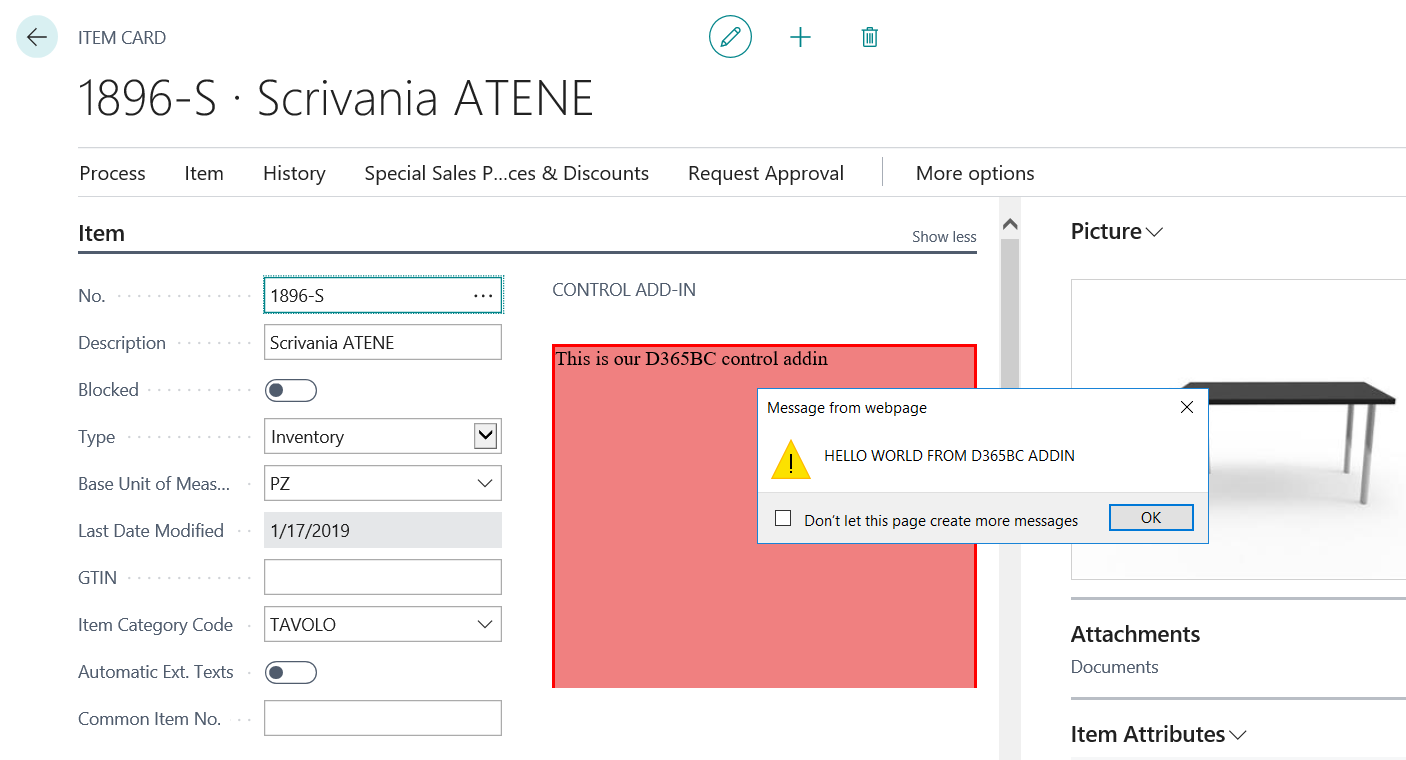 ITEM CARD
1896-S · Scrivania ATENE
Process Item History Special Sales P...ces & Discounts Request Approval More options
Item
Show less
No.
1896-S
Description
Scrivania ATENE
Blocked
Type
Inventory
Base Unit of Meas...
PZ
Last Date Modified
1/17/2019
GTIN
Item Category Code
TAVOLO
Automatic Ext. Texts
Common Item No.
CONTROL ADD-IN
This is our D365BC control addin
Message from webpage
HELLO WORLD FROM D365BC ADDIN
Don't let this page create more messages
OK
Picture
Attachments
Documents
Item Attributes